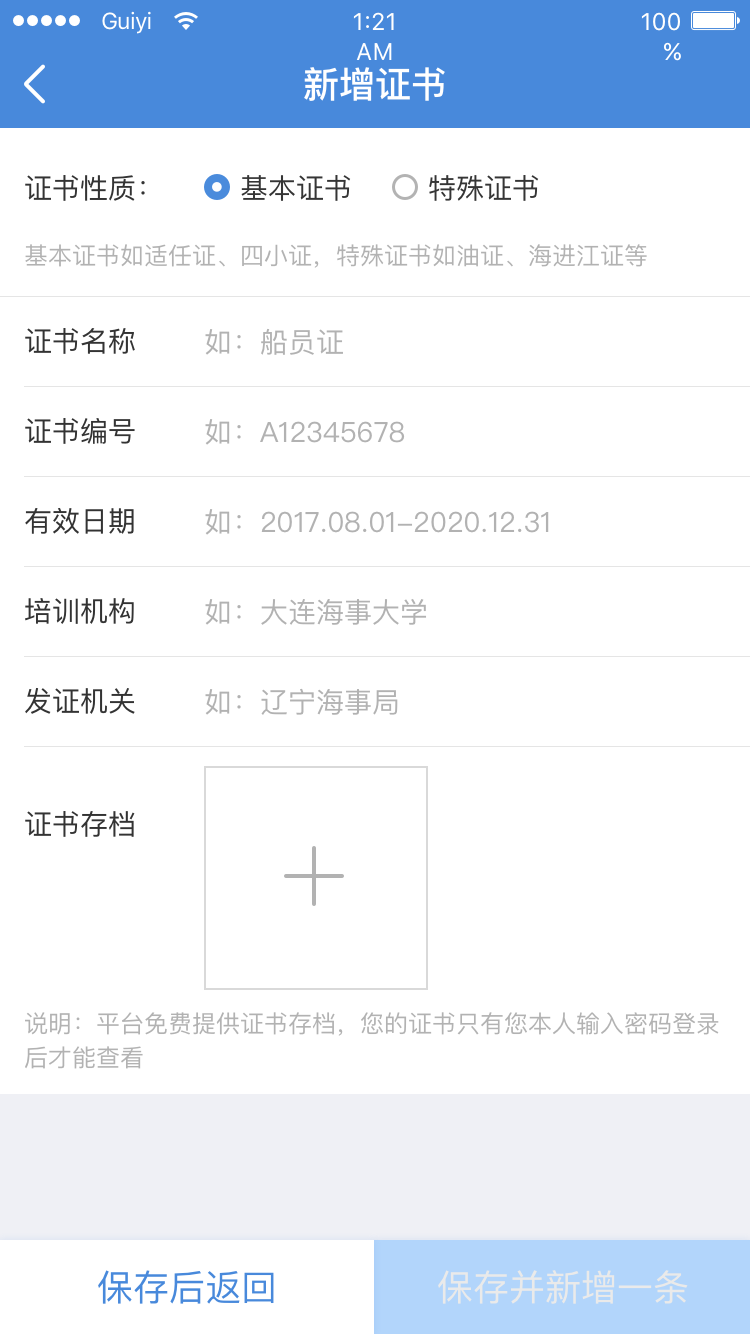 Guiyi 1:21 AM 100 %
新增证书
证书性质： 基本证书 特殊证书
基本证书如适任证、四小证，特殊证书如油证、海进江证等
证书名称 如：船员证
证书编号 如：A12345678
有效日期 如：2017.08.01–2020.12.31
培训机构 如：大连海事大学
发证机关 如：辽宁海事局
证书存档
说明：平台免费提供证书存档，您的证书只有您本人输入密码登录
后才能查看
保存后返回 保存并新增一条